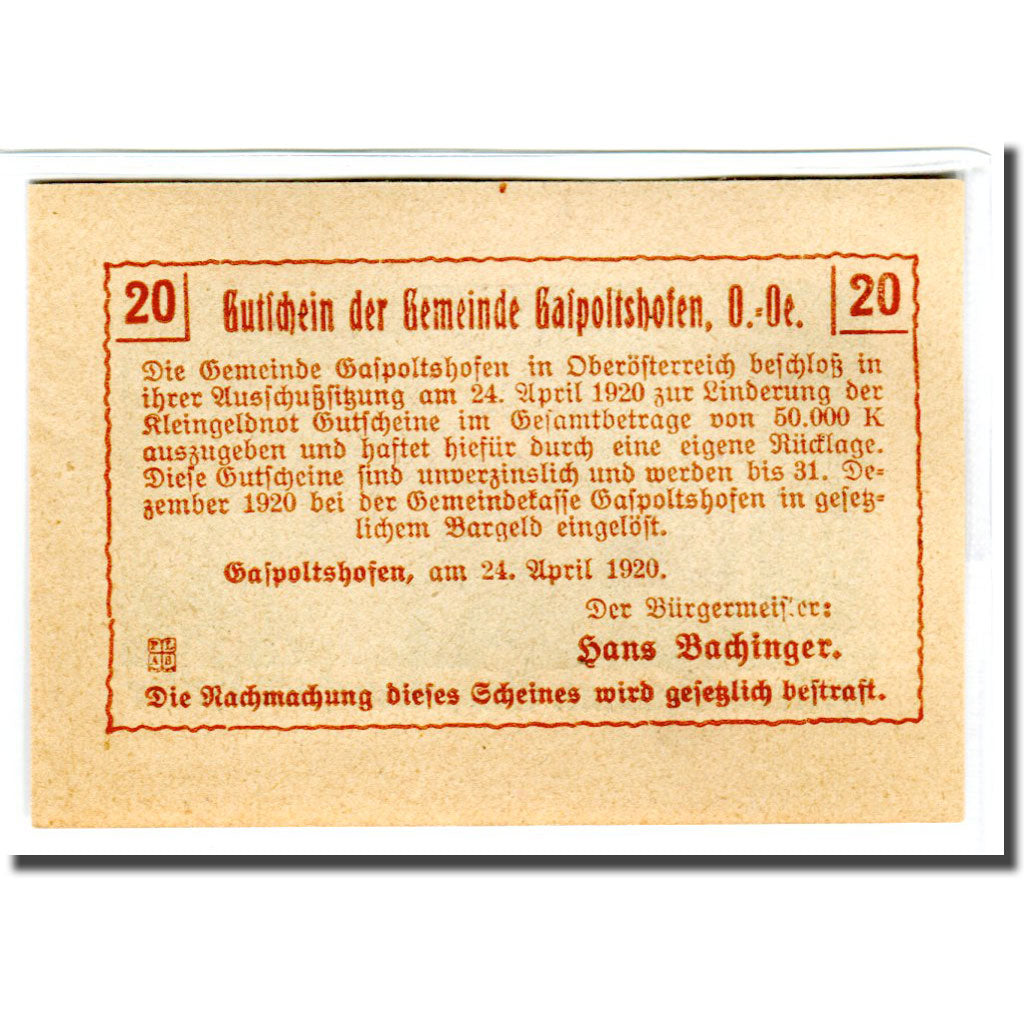 20 Gutschein der Gemeinde Gaspoltshofen, O.-Oe. 20
Die Gemeinde Gaspoltshofen in Oberösterreich beschloß in
ihrer Ausschußsitzung am 24. April 1920 zur Linderung der
Kleingeldnot Gutscheine im Gesamtbetrage von 50.000 K
auszugeben und haftet hiefür durch eine eigene Rücklage.
Diese Gutscheine sind unverzinslich und werden bis 31. De-
zember 1920 bei der Gemeindekasse Gaspoltshofen in gesetz-
lichem Bargeld eingelöst.
Gaspoltshofen, am 24. April 1920.
Der Bürgermeister:
Hans Bachinger.
P L
A B
Die Nachmachung dieses Scheines wird gesetzlich bestraft.